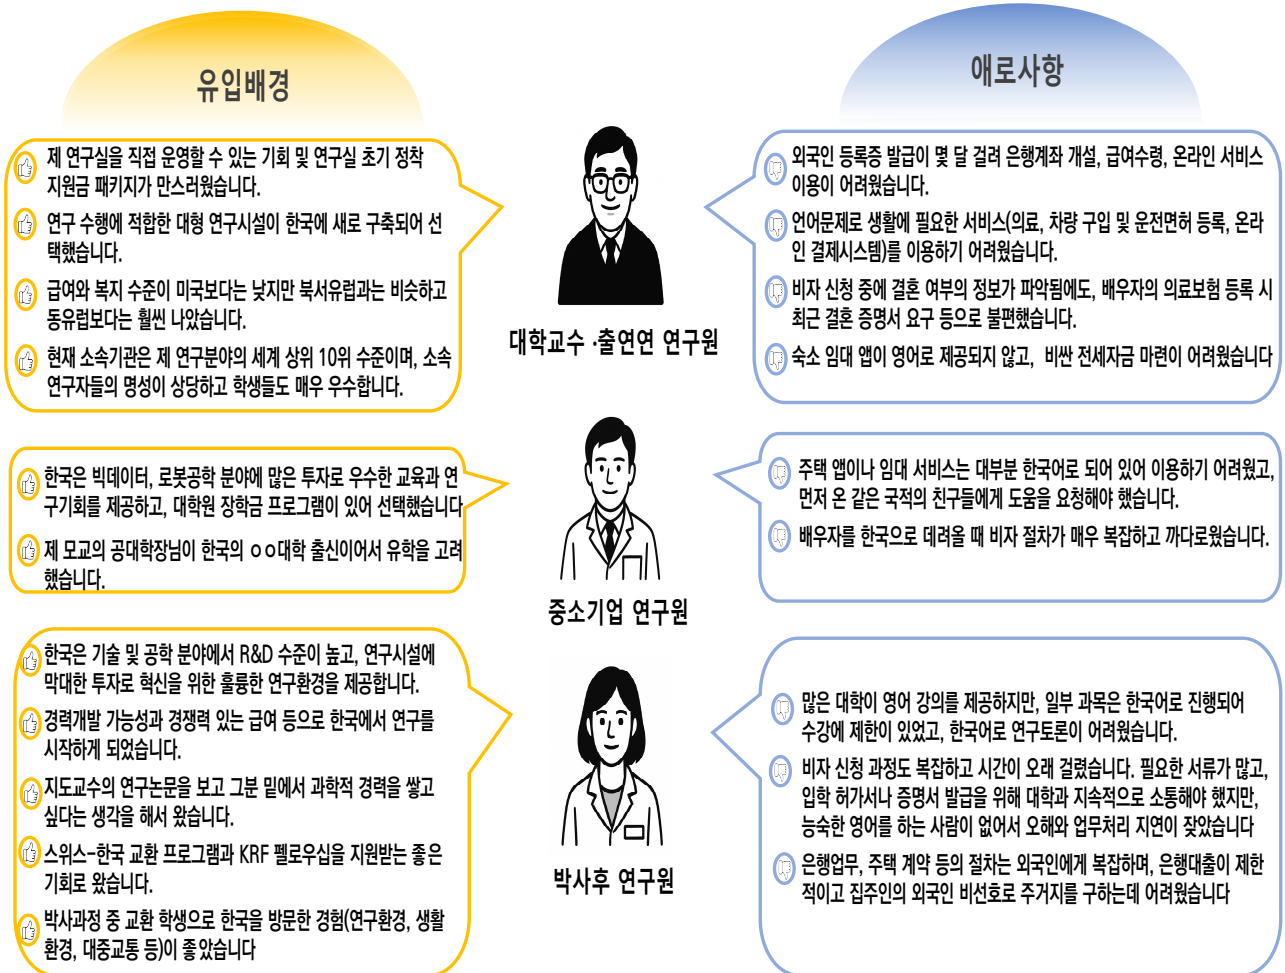 유입배경
애로사항
제 연구실을 직접 운영할 수 있는 기회 및 연구실 초기 정착
지원금 패키지가 만스러웠습니다.
연구 수행에 적합한 대형 연구시설이 한국에 새로 구축되어 선
택했습니다.
급여와 복지 수준이 미국보다는 낮지만 북서유럽과는 비슷하고
동유럽보다는 훨씬 나았습니다.
현재 소속기관은 제 연구분야의 세계 상위 10위 수준이며, 소속
연구자들의 명성이 상당하고 학생들도 매우 우수합니다.
대학교수 ·출연연 연구원
외국인 등록증 발급이 몇 달 걸려 은행계좌 개설, 급여수령, 온라인 서비스
이용이 어려웠습니다.
언어문제로 생활에 필요한 서비스(의료, 차량 구입 및 운전면허 등록, 온라
인 결제시스템)를 이용하기 어려웠습니다.
비자 신청 중에 결혼 여부의 정보가 파악됨에도, 배우자의 의료보험 등록 시
최근 결혼 증명서 요구 등으로 불편했습니다.
숙소 임대 앱이 영어로 제공되지 않고, 비싼 전세자금 마련이 어려웠습니다
한국은 빅데이터, 로봇공학 분야에 많은 투자로 우수한 교육과 연
구기회를 제공하고, 대학원 장학금 프로그램이 있어 선택했습니다
제 모교의 공대학장님이 한국의 ㅇㅇ대학 출신이어서 유학을 고려
했습니다.
중소기업 연구원
주택 앱이나 임대 서비스는 대부분 한국어로 되어 있어 이용하기 어려웠고,
먼저 온 같은 국적의 친구들에게 도움을 요청해야 했습니다.
배우자를 한국으로 데려올 때 비자 절차가 매우 복잡하고 까다로웠습니다.
한국은 기술 및 공학 분야에서 R&D 수준이 높고, 연구시설에
막대한 투자로 혁신을 위한 훌륭한 연구환경을 제공합니다.
경력개발 가능성과 경쟁력 있는 급여 등으로 한국에서 연구를
시작하게 되었습니다.
지도교수의 연구논문을 보고 그분 밑에서 과학적 경력을 쌓고
싶다는 생각을 해서 왔습니다.
스위스-한국 교환 프로그램과 KRF 펠로우십을 지원받는 좋은
기회로 왔습니다.
박사과정 중 교환 학생으로 한국을 방문한 경험(연구환경, 생활
환경, 대중교통 등)이 좋았습니다
박사후 연구원
많은 대학이 영어 강의를 제공하지만, 일부 과목은 한국어로 진행되어
수강에 제한이 있었고, 한국어로 연구토론이 어려웠습니다.
비자 신청 과정도 복잡하고 시간이 오래 걸렸습니다. 필요한 서류가 많고,
입학 허가서나 증명서 발급을 위해 대학과 지속적으로 소통해야 했지만,
능숙한 영어를 하는 사람이 없어서 오해와 업무처리 지연이 잦았습니다
은행업무, 주택 계약 등의 절차는 외국인에게 복잡하며, 은행대출이 제한
적이고 집주인의 외국인 비선호로 주거지를 구하는데 어려웠습니다